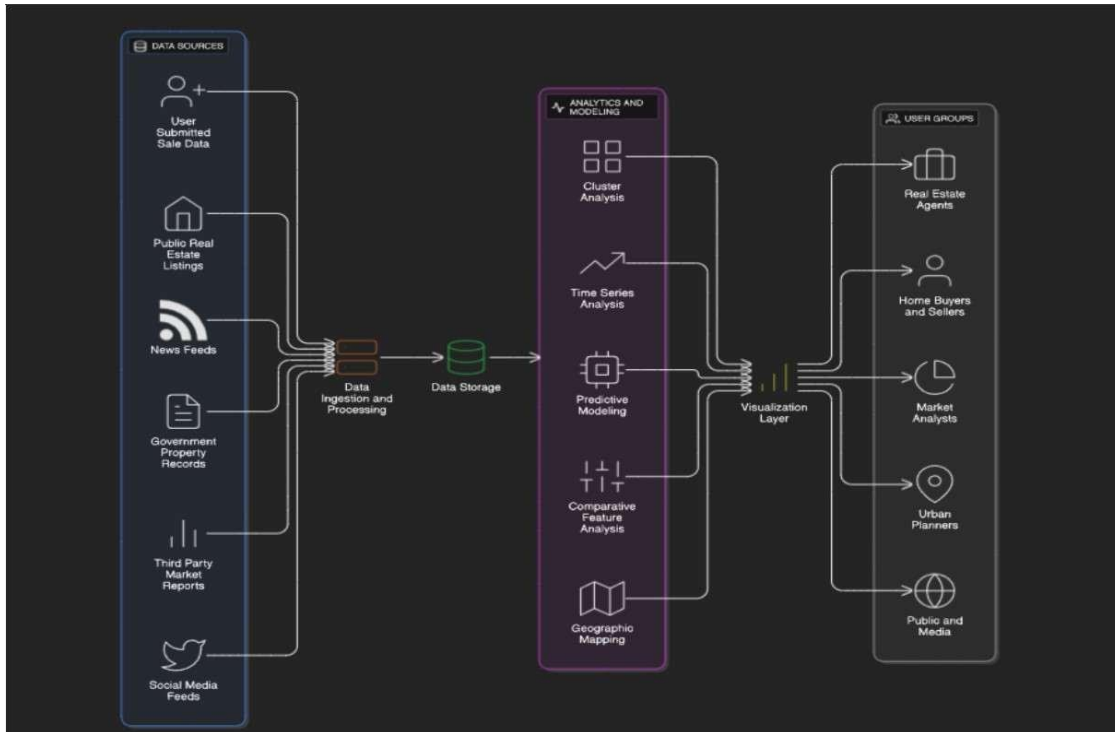 DATA SOURCES
User
Submitted
Sale Data
Public Real
Estate
Listings
News Feeds
Government
Property
Records
Third Party
Market
Reports
Social Media
Feeds
Data
Ingestion and
Processing
Data Storage
ANALYTICS AND
MODELING
Cluster
Analysis
Time Series
Analysis
Predictive
Modeling
Comparative
Feature
Analysis
Geographic
Mapping
Visualization
Layer
USER GROUPS
Real Estate
Agents
Home Buyers
and Sellers
Market
Analysts
Urban
Planners
Public and
Media